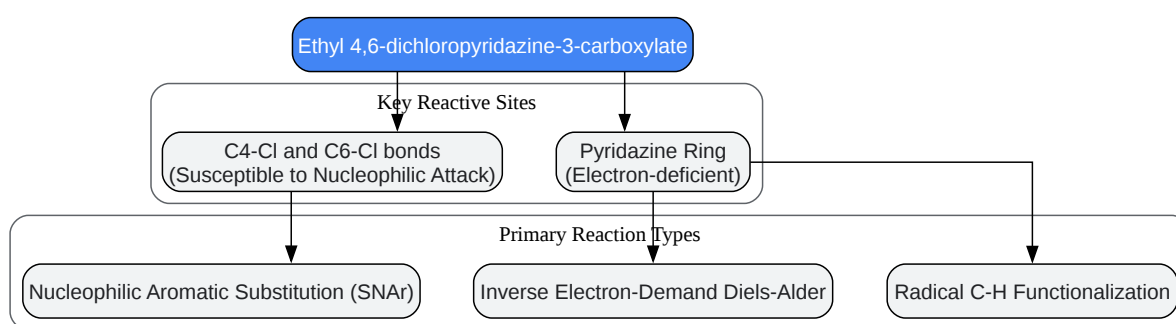 Ethyl 4,6-dichloropyridazine-3-carboxylate
Key Reactive Sites
C4-Cl and C6-Cl bonds
(Susceptible to Nucleophilic Attack)
Pyridazine Ring
(Electron-deficient)
Primary Reaction Types
Nucleophilic Aromatic Substitution (SNAr)
Inverse Electron-Demand Diels-Alder
Radical C-H Functionalization